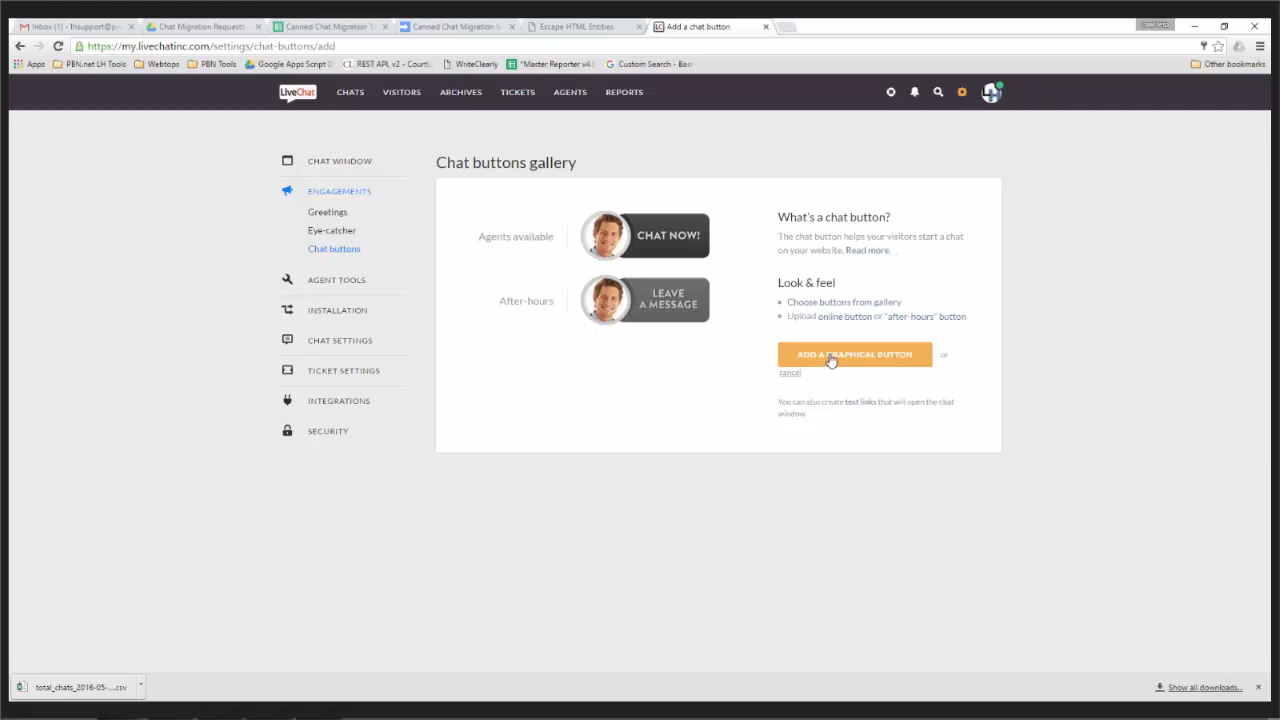 Inbox (1) - lhsupport@pr
Chat Migration Requests
Canned Chat Migration T
Canned Chat Migration S
Escape HTML Entities
Add a chat button
LawHelp
https://my.livechatinc.com/settings/chat-buttons/add
Apps PBN.net LH Tools Webtops PBN Tools Google Apps Script D REST API, v2 - CourtL WriteClearly *Master Reporter v4.0 Custom Search - Basi Other bookmarks
LiveChat CHATS VISITORS ARCHIVES TICKETS AGENTS REPORTS
CHAT WINDOW
ENGAGEMENTS
Greetings
Eye-catcher
Chat buttons
AGENT TOOLS
INSTALLATION
CHAT SETTINGS
TICKET SETTINGS
INTEGRATIONS
SECURITY
Chat buttons gallery
Agents available
CHAT NOW!
After-hours
LEAVE
A MESSAGE
What's a chat button?
The chat button helps your visitors start a chat
on your website. Read more...
Look & feel
• Choose buttons from gallery
• Upload online button or "after-hours" button
ADD A GRAPHICAL BUTTON or
cancel
You can also create text links that will open the chat
window.
total_chats_2016-05-....csv
Show all downloads...